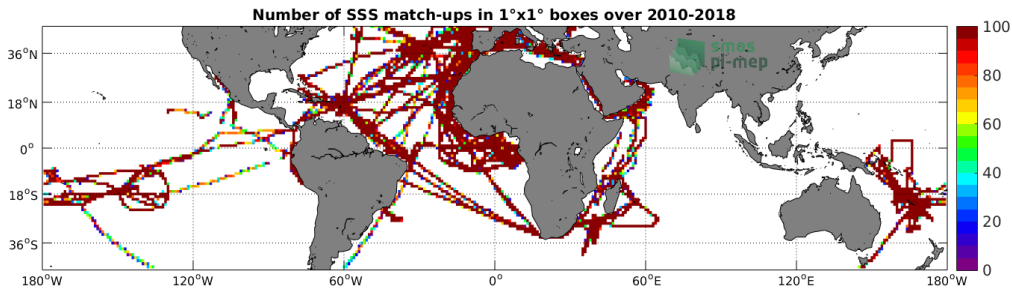 Number of SSS match-ups in 1°x1° boxes over 2010-2018
smos
pi-mep
36°N
18°N
0°
18°S
36°S
180°W 120°W 60°W 0° 60°E 120°E 180°W
100
80
60
40
20
0